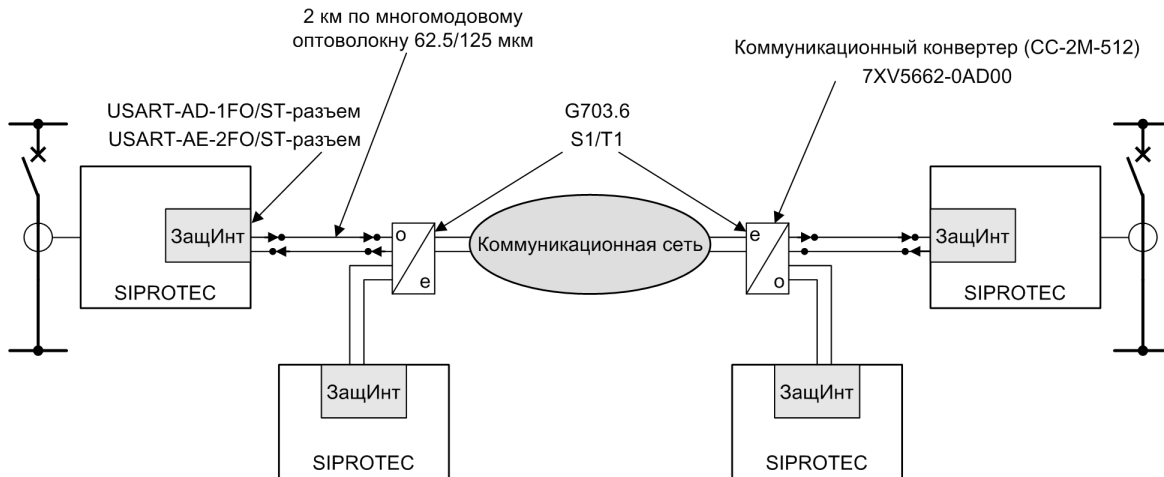 2 км по многомодовому
оптоволокну 62.5/125 мкм
Коммуникационный конвертер (CC-2M-512)
7XV5662-0AD00
USART-AD-1FO/ST-разъем
USART-AE-2FO/ST-разъем
G703.6
S1/T1
ЗащИнт
SIPROTEC
o
e
Коммуникационная сеть
e
o
ЗащИнт
SIPROTEC
ЗащИнт
SIPROTEC
ЗащИнт
SIPROTEC